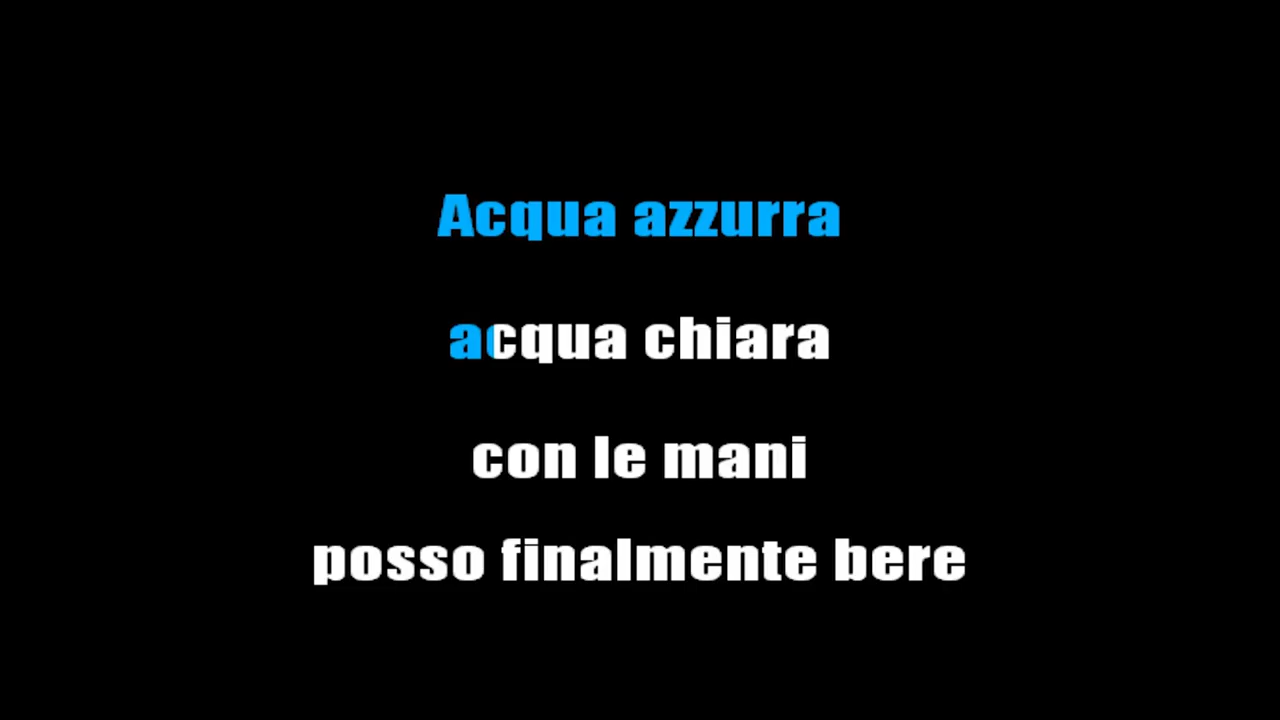 Acqua azzurra
acqua chiara
con le mani
posso finalmente bere